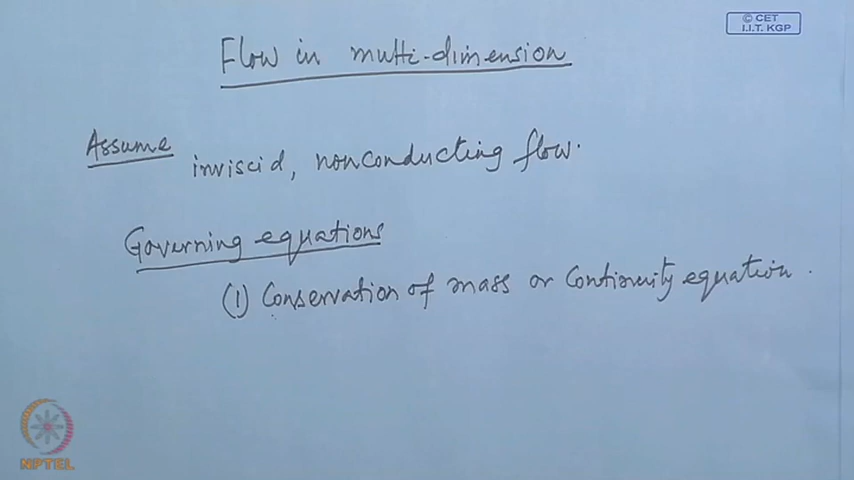 © CET
I.I.T. KGP
Flow in multi-dimension
Assume inviscid, nonconducting flow.
Governing equations
(1) Conservation of mass or Continuity equation.
NPTEL